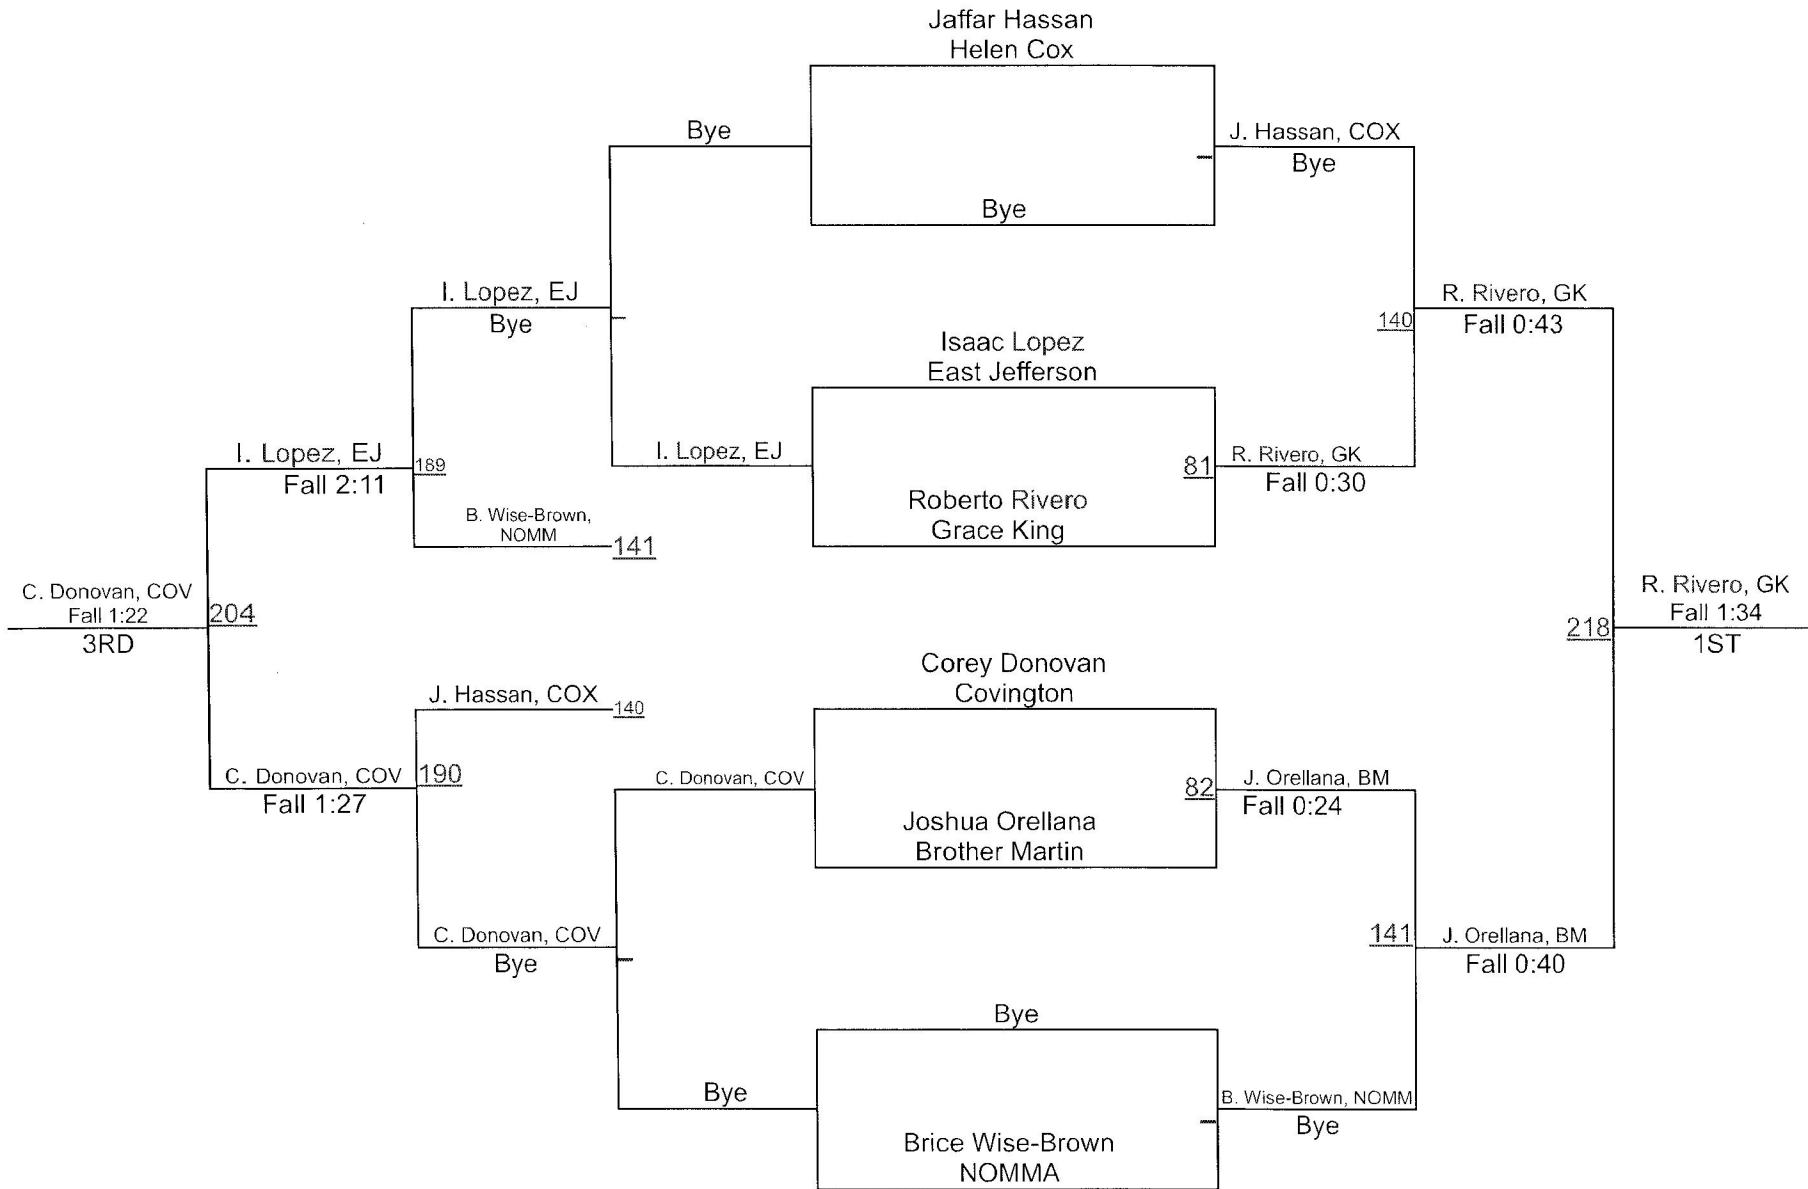 Jaffar Hassan
Helen Cox
Bye
J. Hassan, COX
Bye
Bye
I. Lopez, EJ
Bye
R. Rivero, GK
Fall 0:43
140
Isaac Lopez
East Jefferson
I. Lopez, EJ
Fall 2:11
189
I. Lopez, EJ
81
R. Rivero, GK
Fall 0:30
Roberto Rivero
Grace King
B. Wise-Brown,
NOMM
141
C. Donovan, COV
Fall 1:22
3RD
204
R. Rivero, GK
Fall 1:34
1ST
218
Corey Donovan
Covington
J. Hassan, COX
140
C. Donovan, COV
Fall 1:27
190
C. Donovan, COV
82
J. Orellana, BM
Fall 0:24
Joshua Orellana
Brother Martin
C. Donovan, COV
Bye
141
J. Orellana, BM
Fall 0:40
Bye
Bye
B. Wise-Brown, NOMM
Bye
Brice Wise-Brown
NOMMA